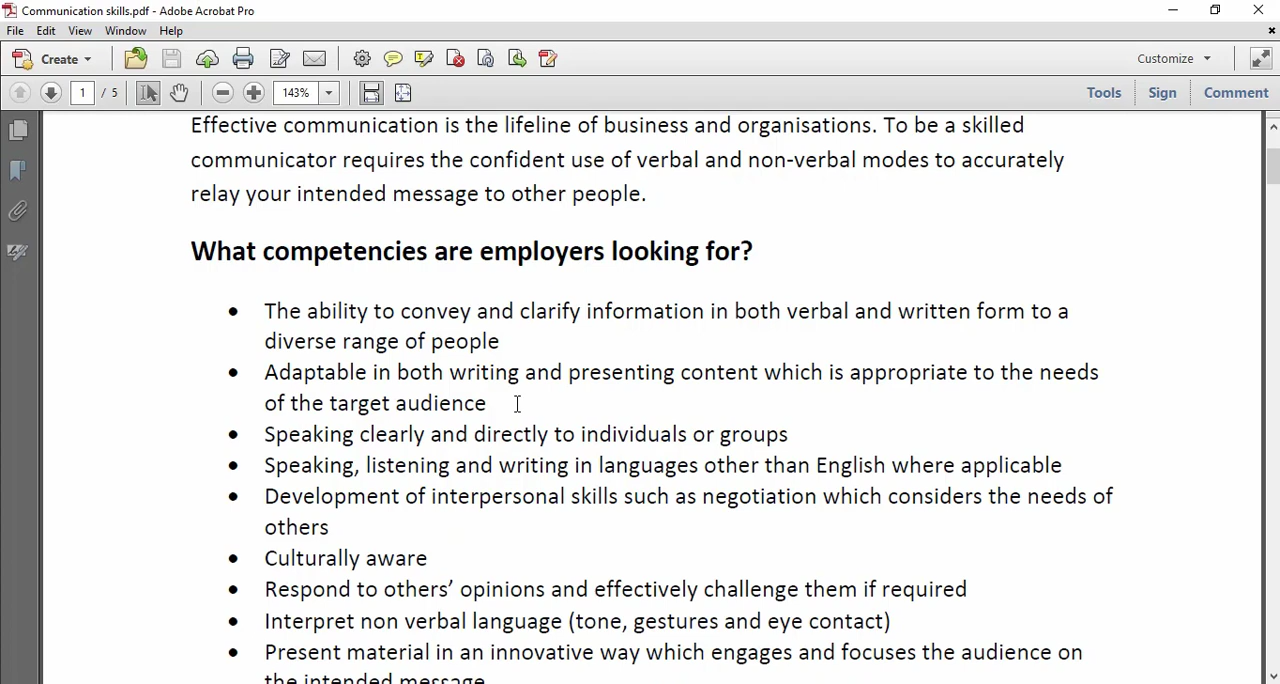 Communication skills.pdf - Adobe Acrobat Pro
File Edit View Window Help
Create Customize
1 / 5 143% Tools Sign Comment
Effective communication is the lifeline of business and organisations. To be a skilled
communicator requires the confident use of verbal and non-verbal modes to accurately
relay your intended message to other people.
What competencies are employers looking for?
• The ability to convey and clarify information in both verbal and written form to a
diverse range of people
• Adaptable in both writing and presenting content which is appropriate to the needs
of the target audience
• Speaking clearly and directly to individuals or groups
• Speaking, listening and writing in languages other than English where applicable
• Development of interpersonal skills such as negotiation which considers the needs of
others
• Culturally aware
• Respond to others’ opinions and effectively challenge them if required
• Interpret non verbal language (tone, gestures and eye contact)
• Present material in an innovative way which engages and focuses the audience on
the intended message